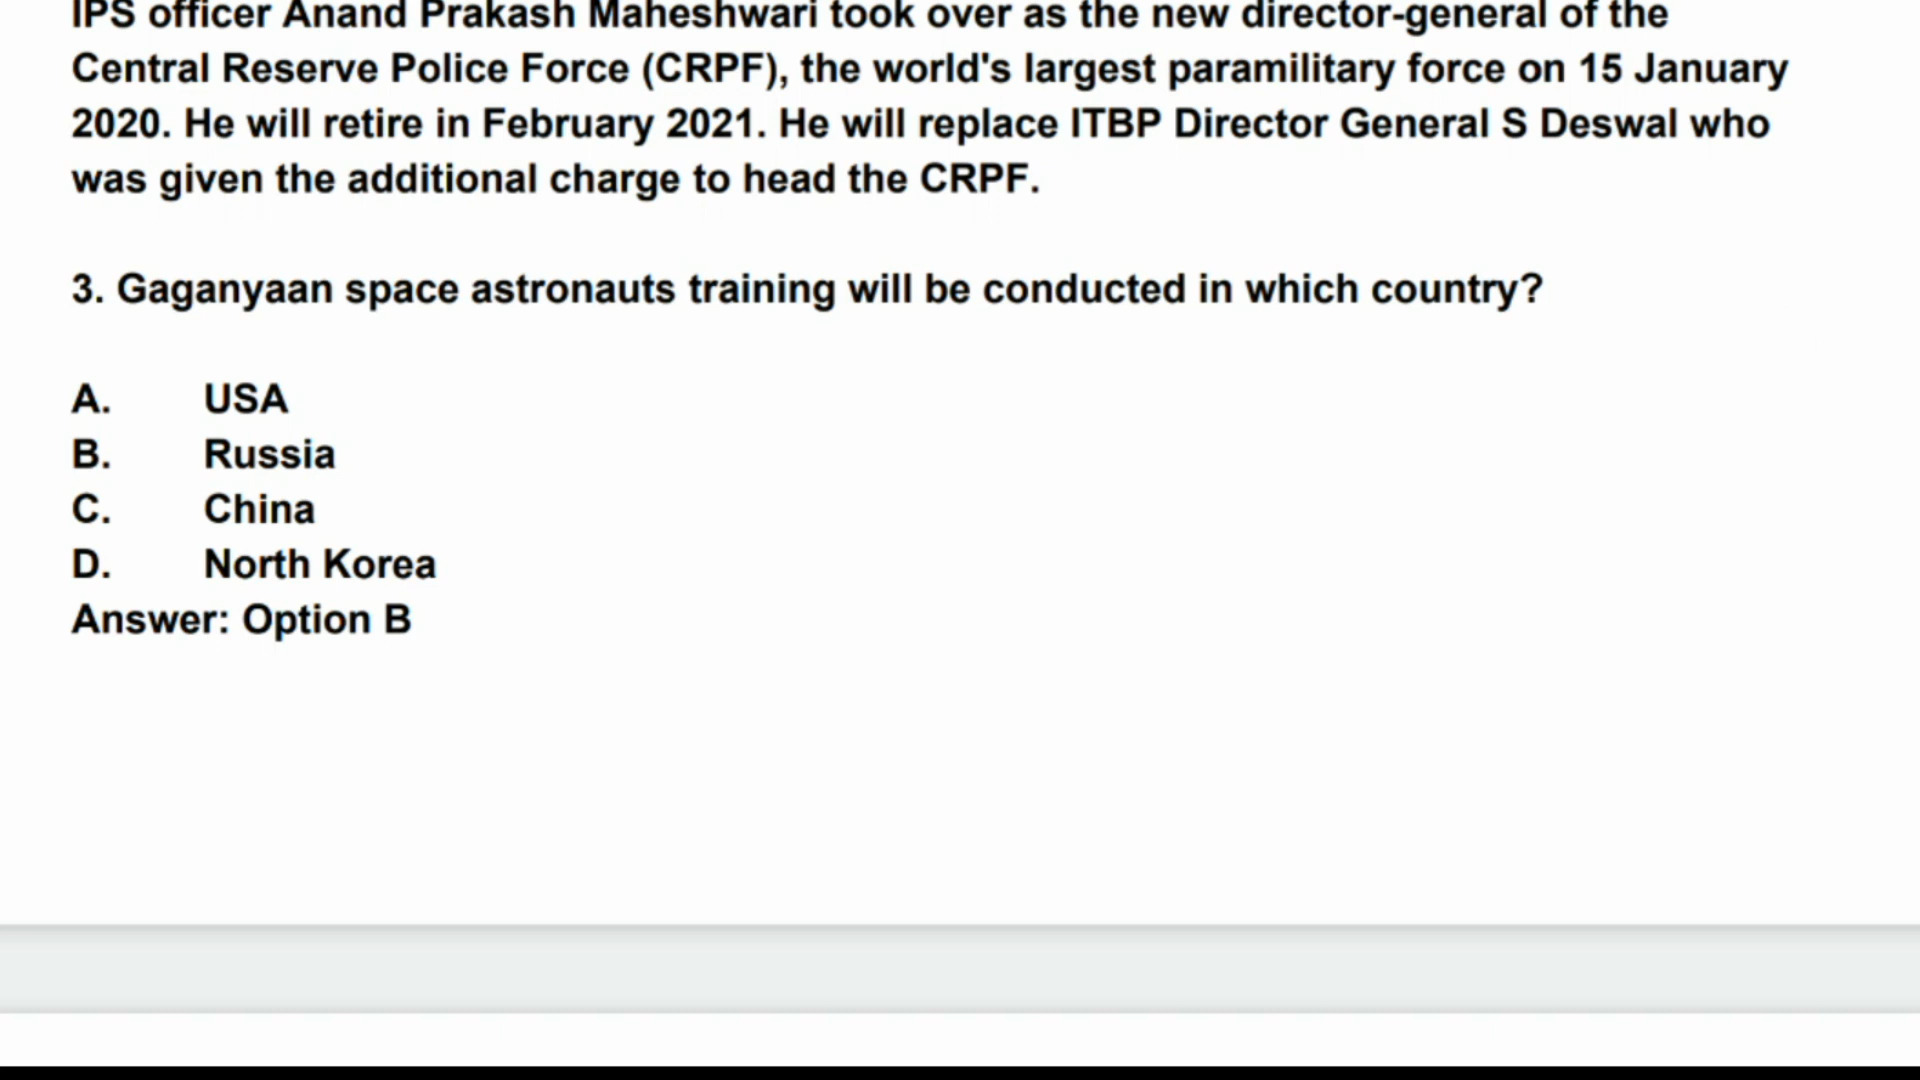 IPS officer Anand Prakash Maheshwari took over as the new director-general of the
Central Reserve Police Force (CRPF), the world's largest paramilitary force on 15 January
2020. He will retire in February 2021. He will replace ITBP Director General S Deswal who
was given the additional charge to head the CRPF.
3. Gaganyaan space astronauts training will be conducted in which country?
A. USA
B. Russia
C. China
D. North Korea
Answer: Option B